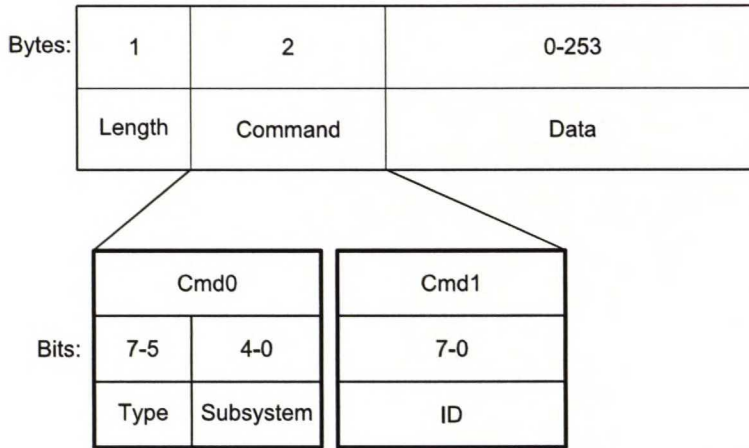 Bytes: 1 2 0-253
Length Command Data
Cmd0 Cmd1
Bits: 7-5 4-0 7-0
Type Subsystem ID